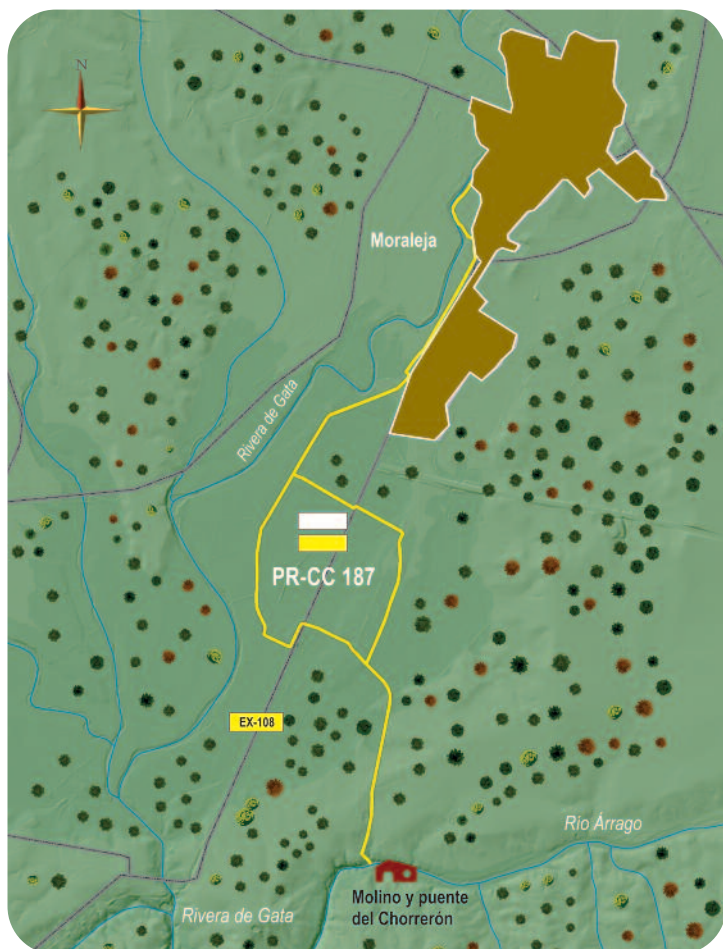 N
Moraleja
Rivera de Gata
PR-CC 187
EX-108
Río Árrago
Molino y puente
del Chorrerón
Rivera de Gata